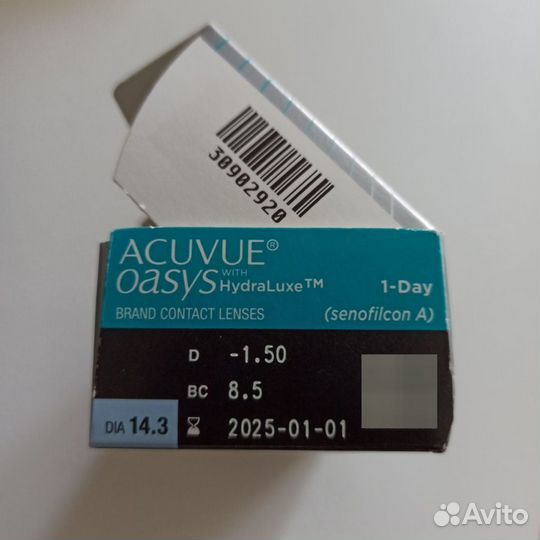 30902920
ACUVUE®
oasys WITH HydraLuxe™
1-Day
BRAND CONTACT LENSES
(senofilcon A)
D -1.50
BC 8.5
DIA 14.3
2025-01-01
Avito